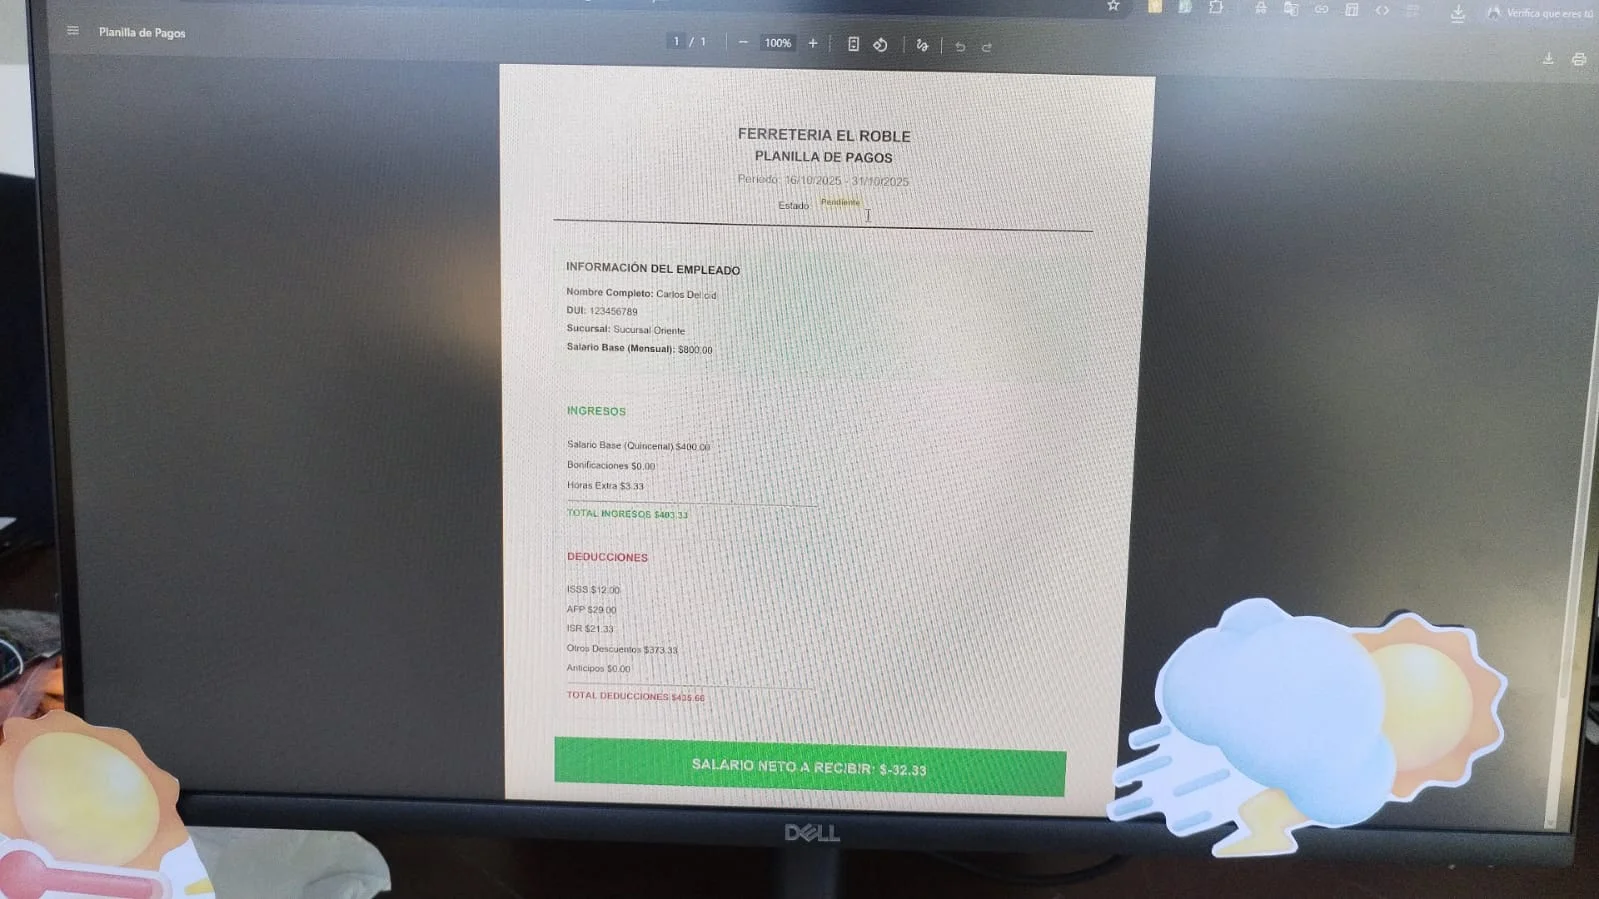 Verifica que eres tú
Planilla de Pagos
1 / 1
100%
FERRETERIA EL ROBLE
PLANILLA DE PAGOS
Periodo: 16/10/2025 - 31/10/2025
Estado: Pendiente
INFORMACIÓN DEL EMPLEADO
Nombre Completo: Carlos Del cid
DUI: 123456789
Sucursal: Sucursal Oriente
Salario Base (Mensual): $800.00
INGRESOS
Salario Base (Quincenal) $400.00
Bonificaciones $0.00
Horas Extra $3.33
TOTAL INGRESOS $403.33
DEDUCCIONES
ISSS $12.00
AFP $29.00
ISR $21.33
Otros Descuentos $373.33
Anticipos $0.00
TOTAL DEDUCCIONES $435.66
SALARIO NETO A RECIBIR: $-32.33
DELL